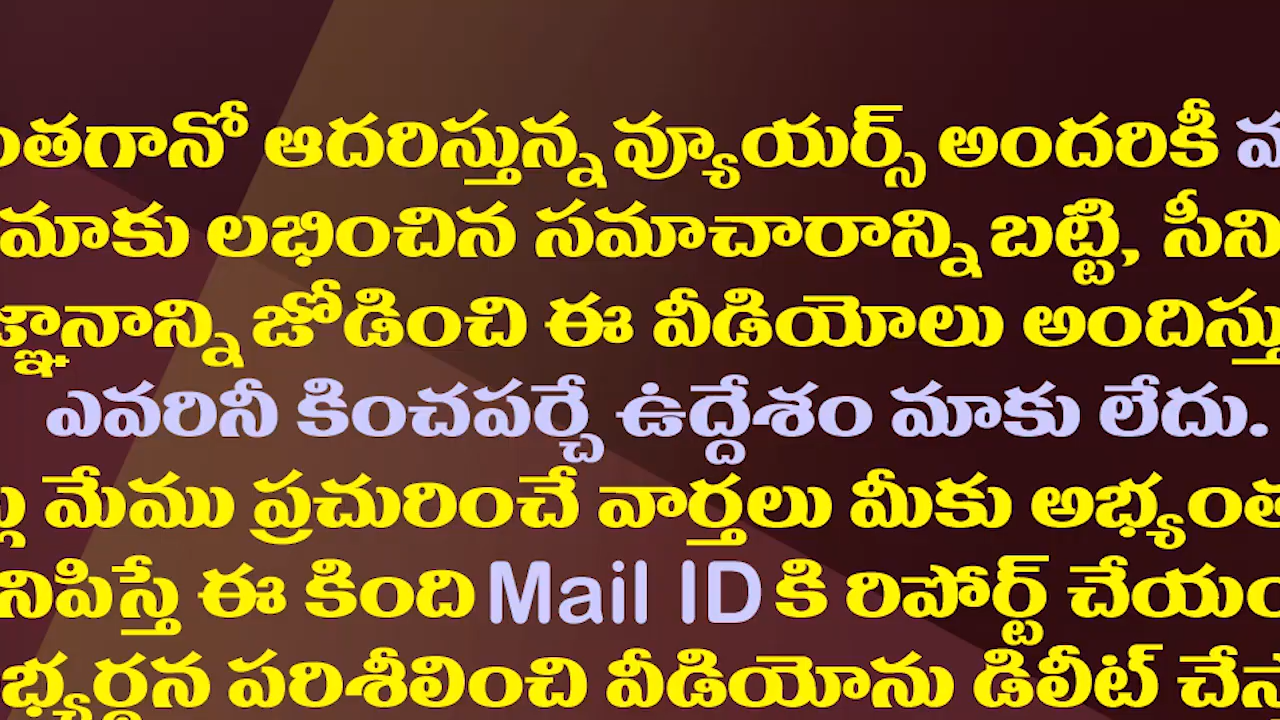 ంతగానో ఆదరిస్తున్న వ్యూయర్స్ అందరికీ
మాకు లభించిన సమాచారాన్ని బట్టి, సీని
జ్ఞానాన్ని జోడించి ఈ వీడియోలు అందిస్తు
ఎవరినీ కించపర్చే ఉద్దేశం మాకు లేదు.
మేము ప్రచురించే వార్తలు మీకు అభ్యంత
నిపిస్తే ఈ కింది Mail ID కి రిపోర్ట్ చేయం
భ్యర్థన పరిశీలించి వీడియోను డిలీట్ చేస